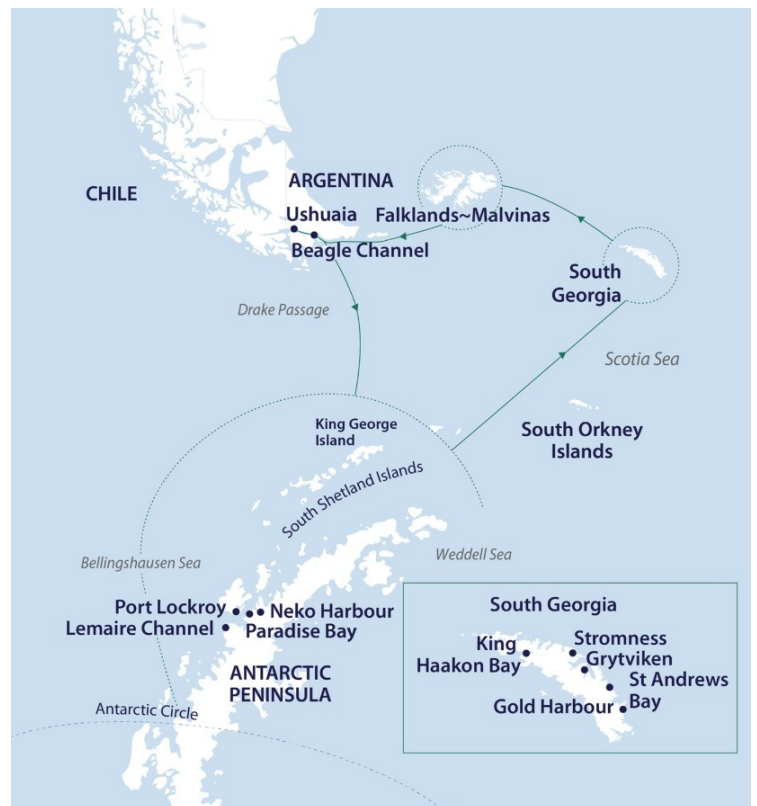 CHILE
ARGENTINA
Ushuaia
Falklands~Malvinas
Beagle Channel
South
Georgia
Drake Passage
Scotia Sea
King George
Island
South Orkney
Islands
South Shetland Islands
Bellingshausen Sea
Weddell Sea
Port Lockroy
Neko Harbour
Lemaire Channel
Paradise Bay
ANTARCTIC
PENINSULA
Antarctic Circle
South Georgia
King
Haakon Bay
Stromness
Grytviken
St Andrews
Bay
Gold Harbour